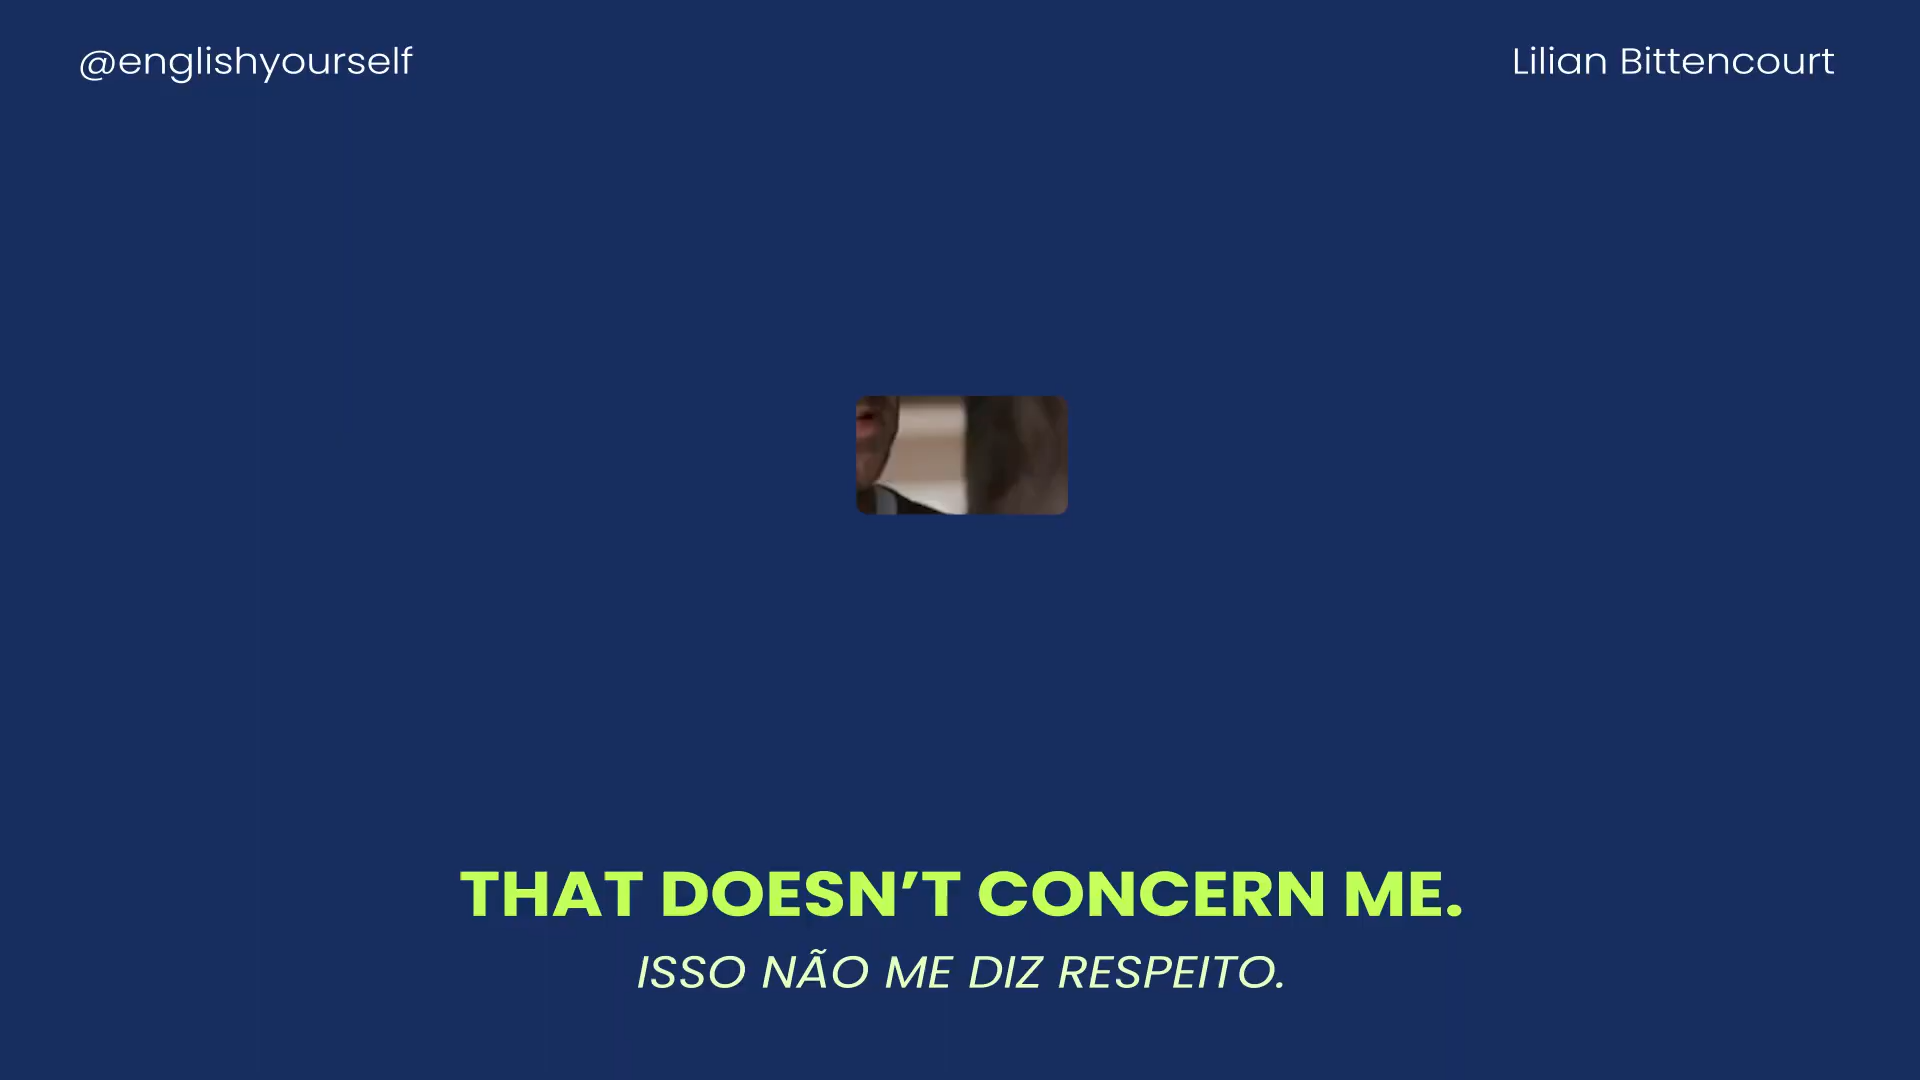 @englishyourself
Lilian Bittencourt
THAT DOESN’T CONCERN ME.
ISSO NÃO ME DIZ RESPEITO.